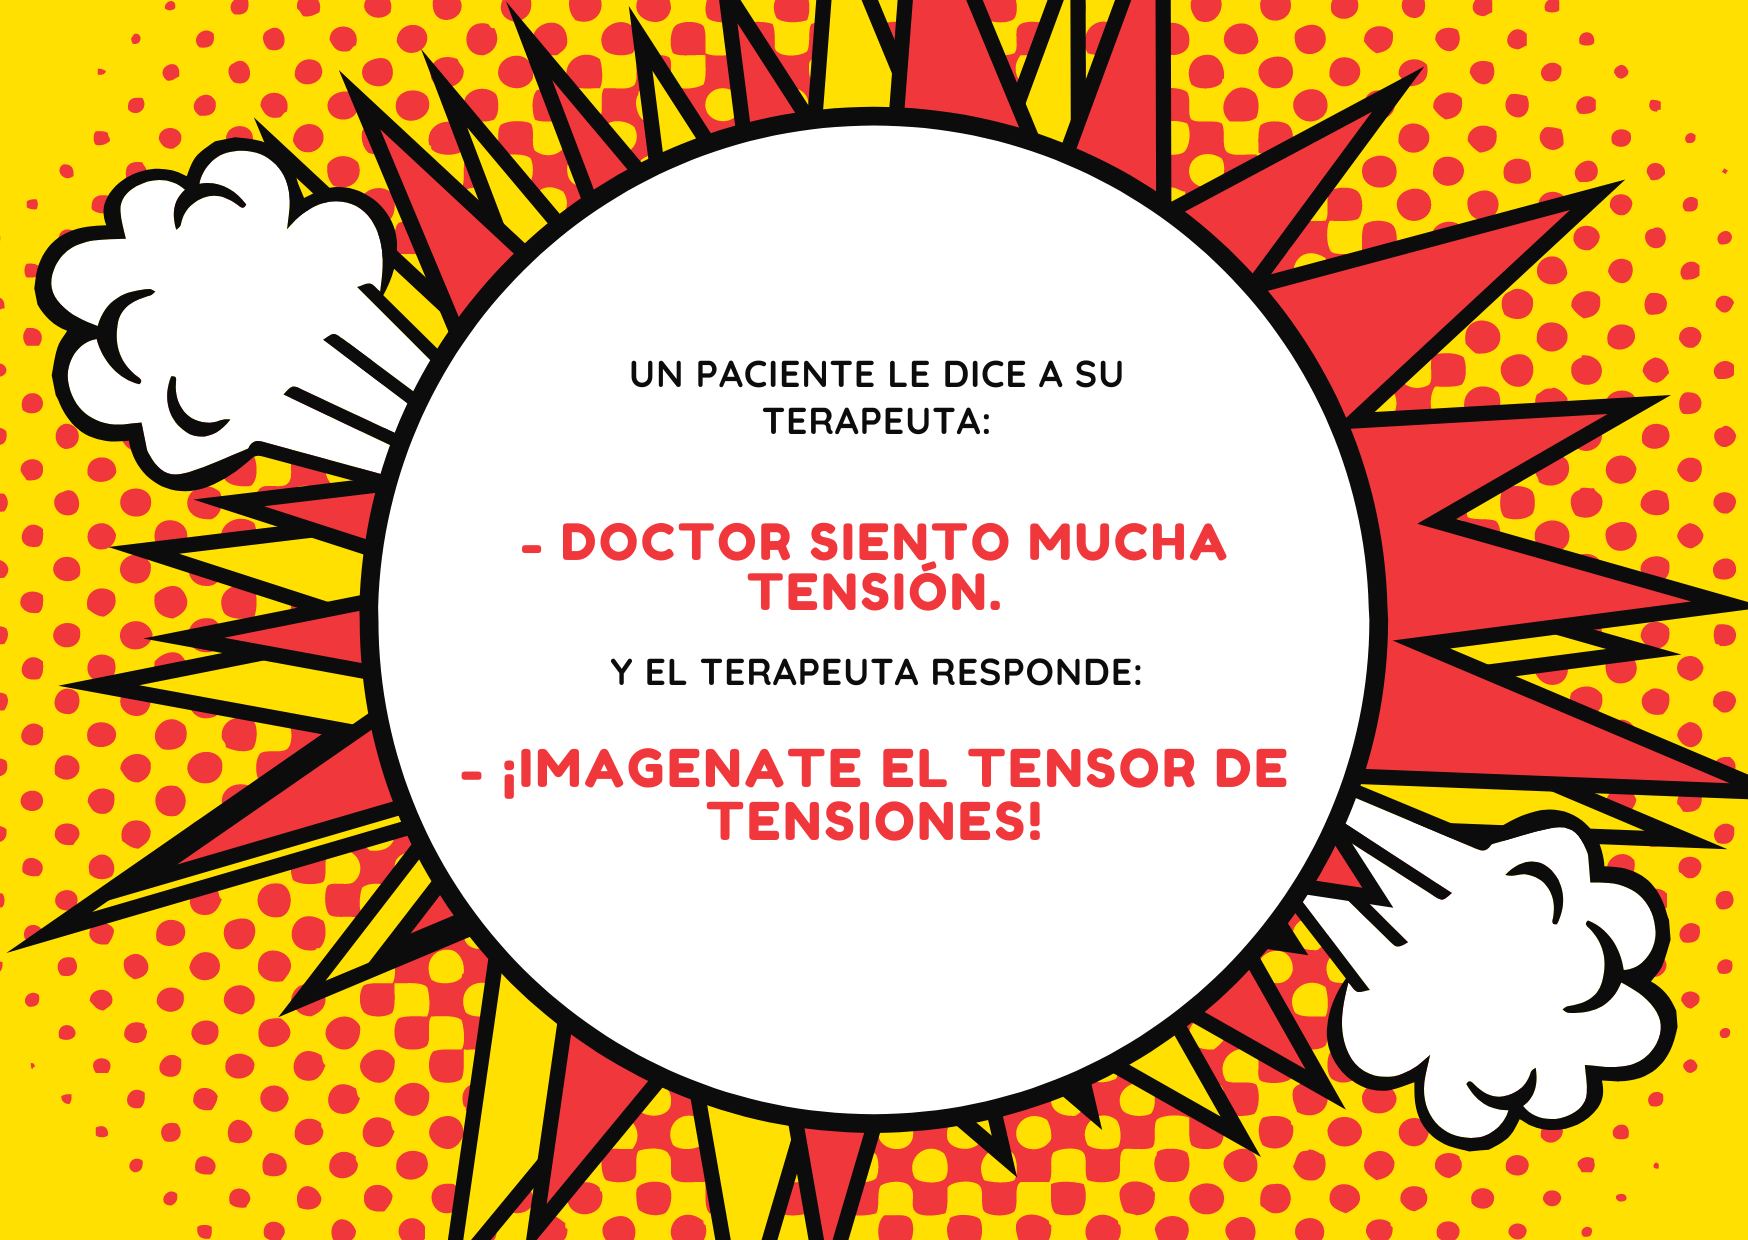 UN PACIENTE LE DICE A SU
TERAPEUTA:
- DOCTOR SIENTO MUCHA
TENSIÓN.
Y EL TERAPEUTA RESPONDE:
- ¡IMAGENATE EL TENSOR DE
TENSIONES!